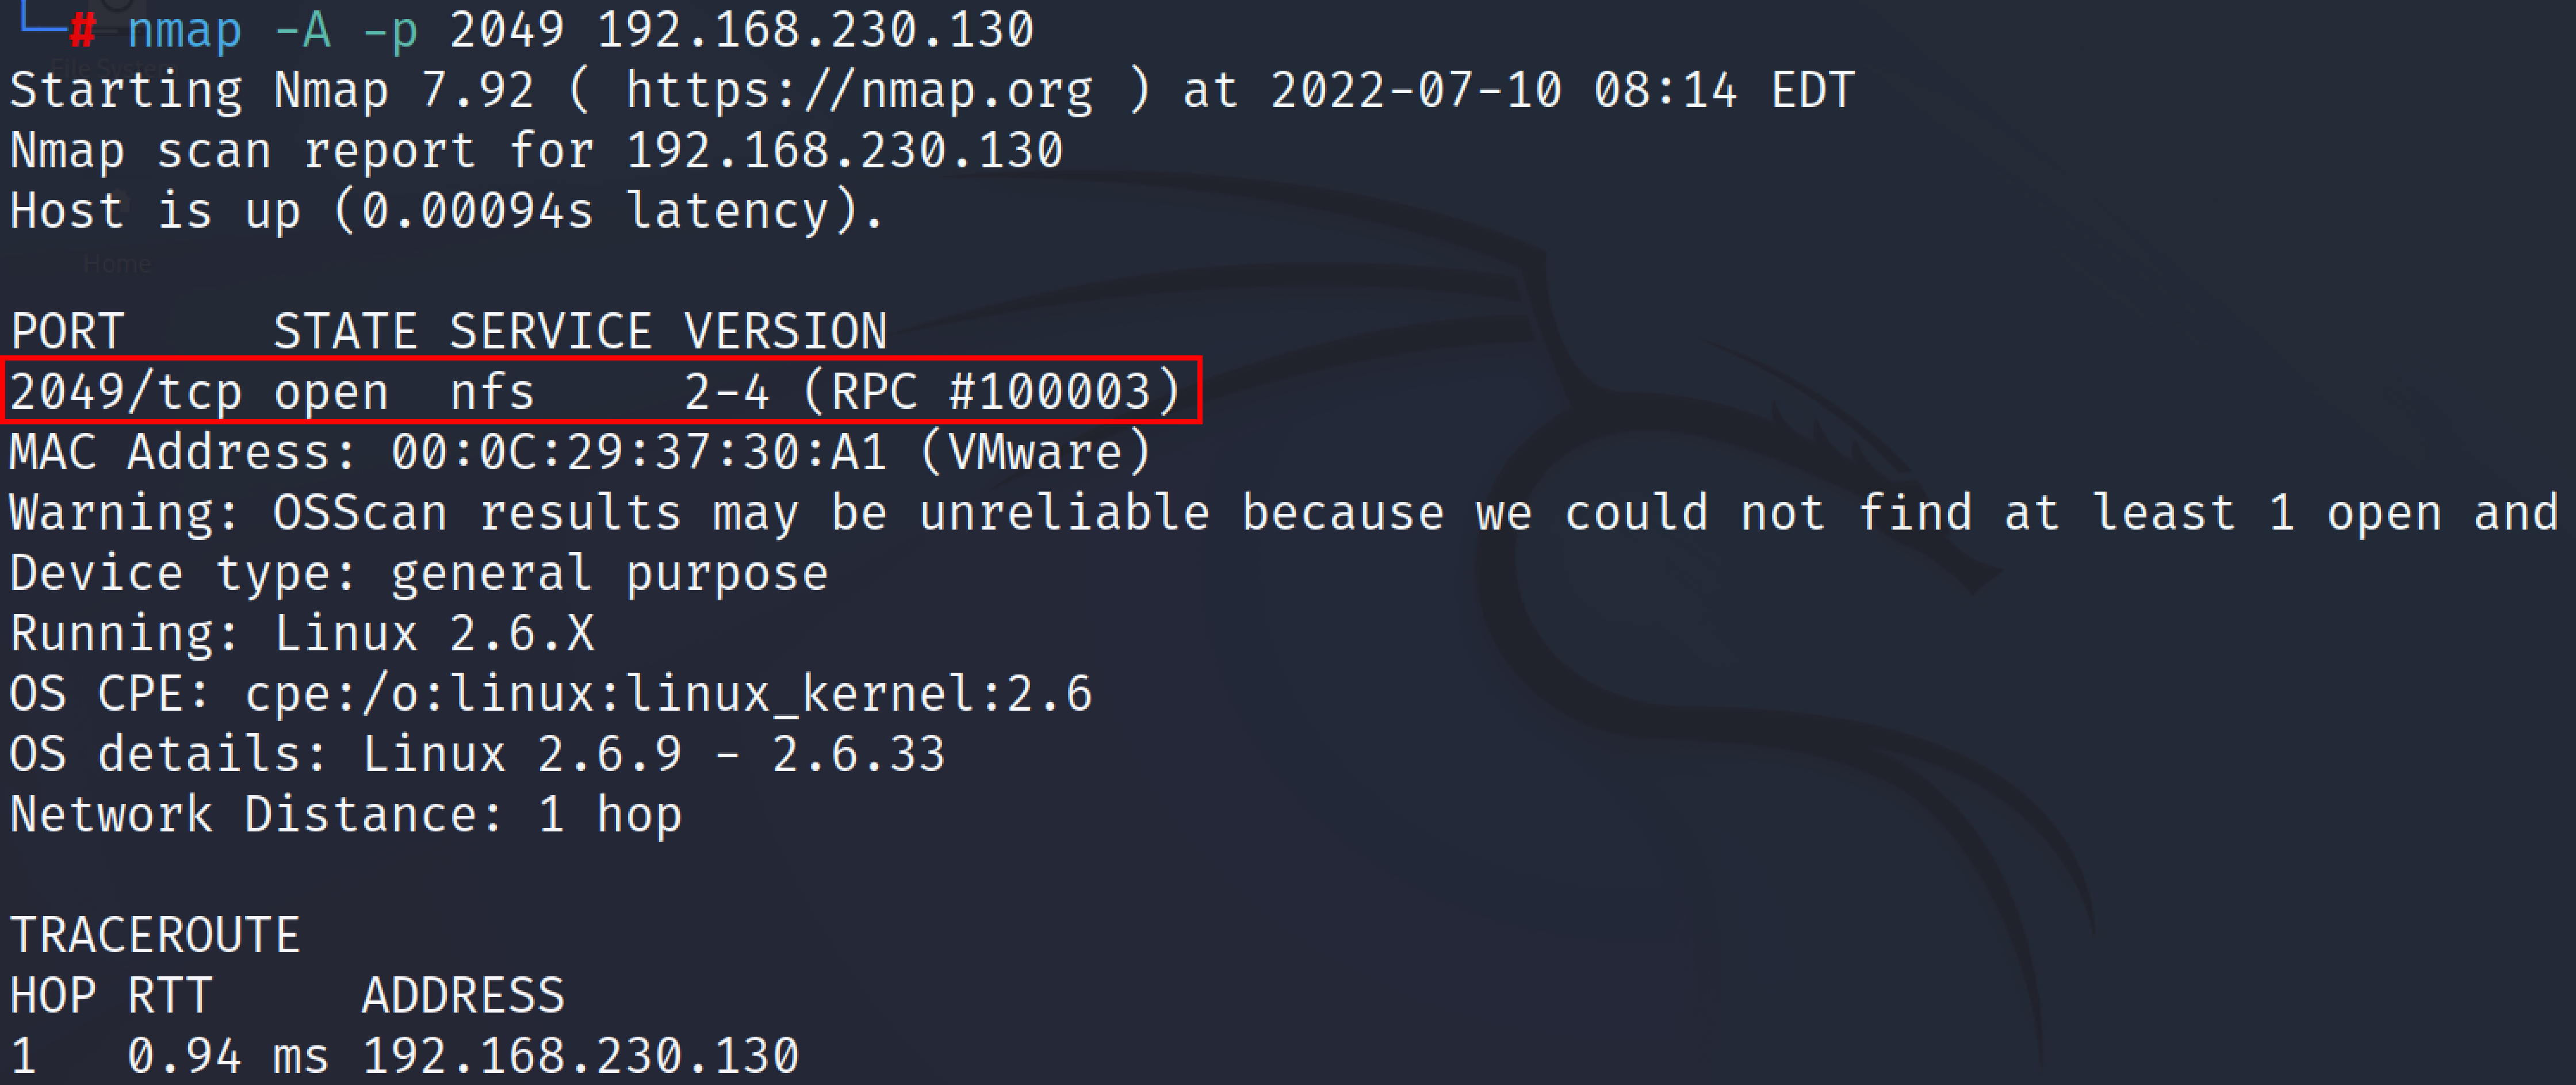 └─# nmap -A -p 2049 192.168.230.130
File System
Starting Nmap 7.92 ( https://nmap.org ) at 2022-07-10 08:14 EDT
Nmap scan report for 192.168.230.130
Host is up (0.00094s latency).
Home
PORT     STATE SERVICE VERSION
2049/tcp open  nfs     2-4 (RPC #100003)
MAC Address: 00:0C:29:37:30:A1 (VMware)
Warning: OSScan results may be unreliable because we could not find at least 1 open and
Device type: general purpose
Running: Linux 2.6.X
OS CPE: cpe:/o:linux:linux_kernel:2.6
OS details: Linux 2.6.9 - 2.6.33
Network Distance: 1 hop
TRACEROUTE
HOP RTT     ADDRESS
1   0.94 ms 192.168.230.130